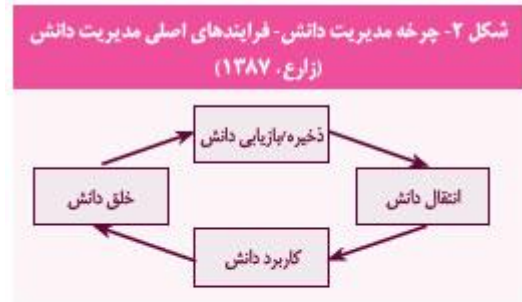 شکل ۲- چرخه مدیریت دانش- فرایندهای اصلی مدیریت دانش
(زارع، ۱۳۸۷)
ذخیره/بازیابی دانش
انتقال دانش
خلق دانش
کاربرد دانش